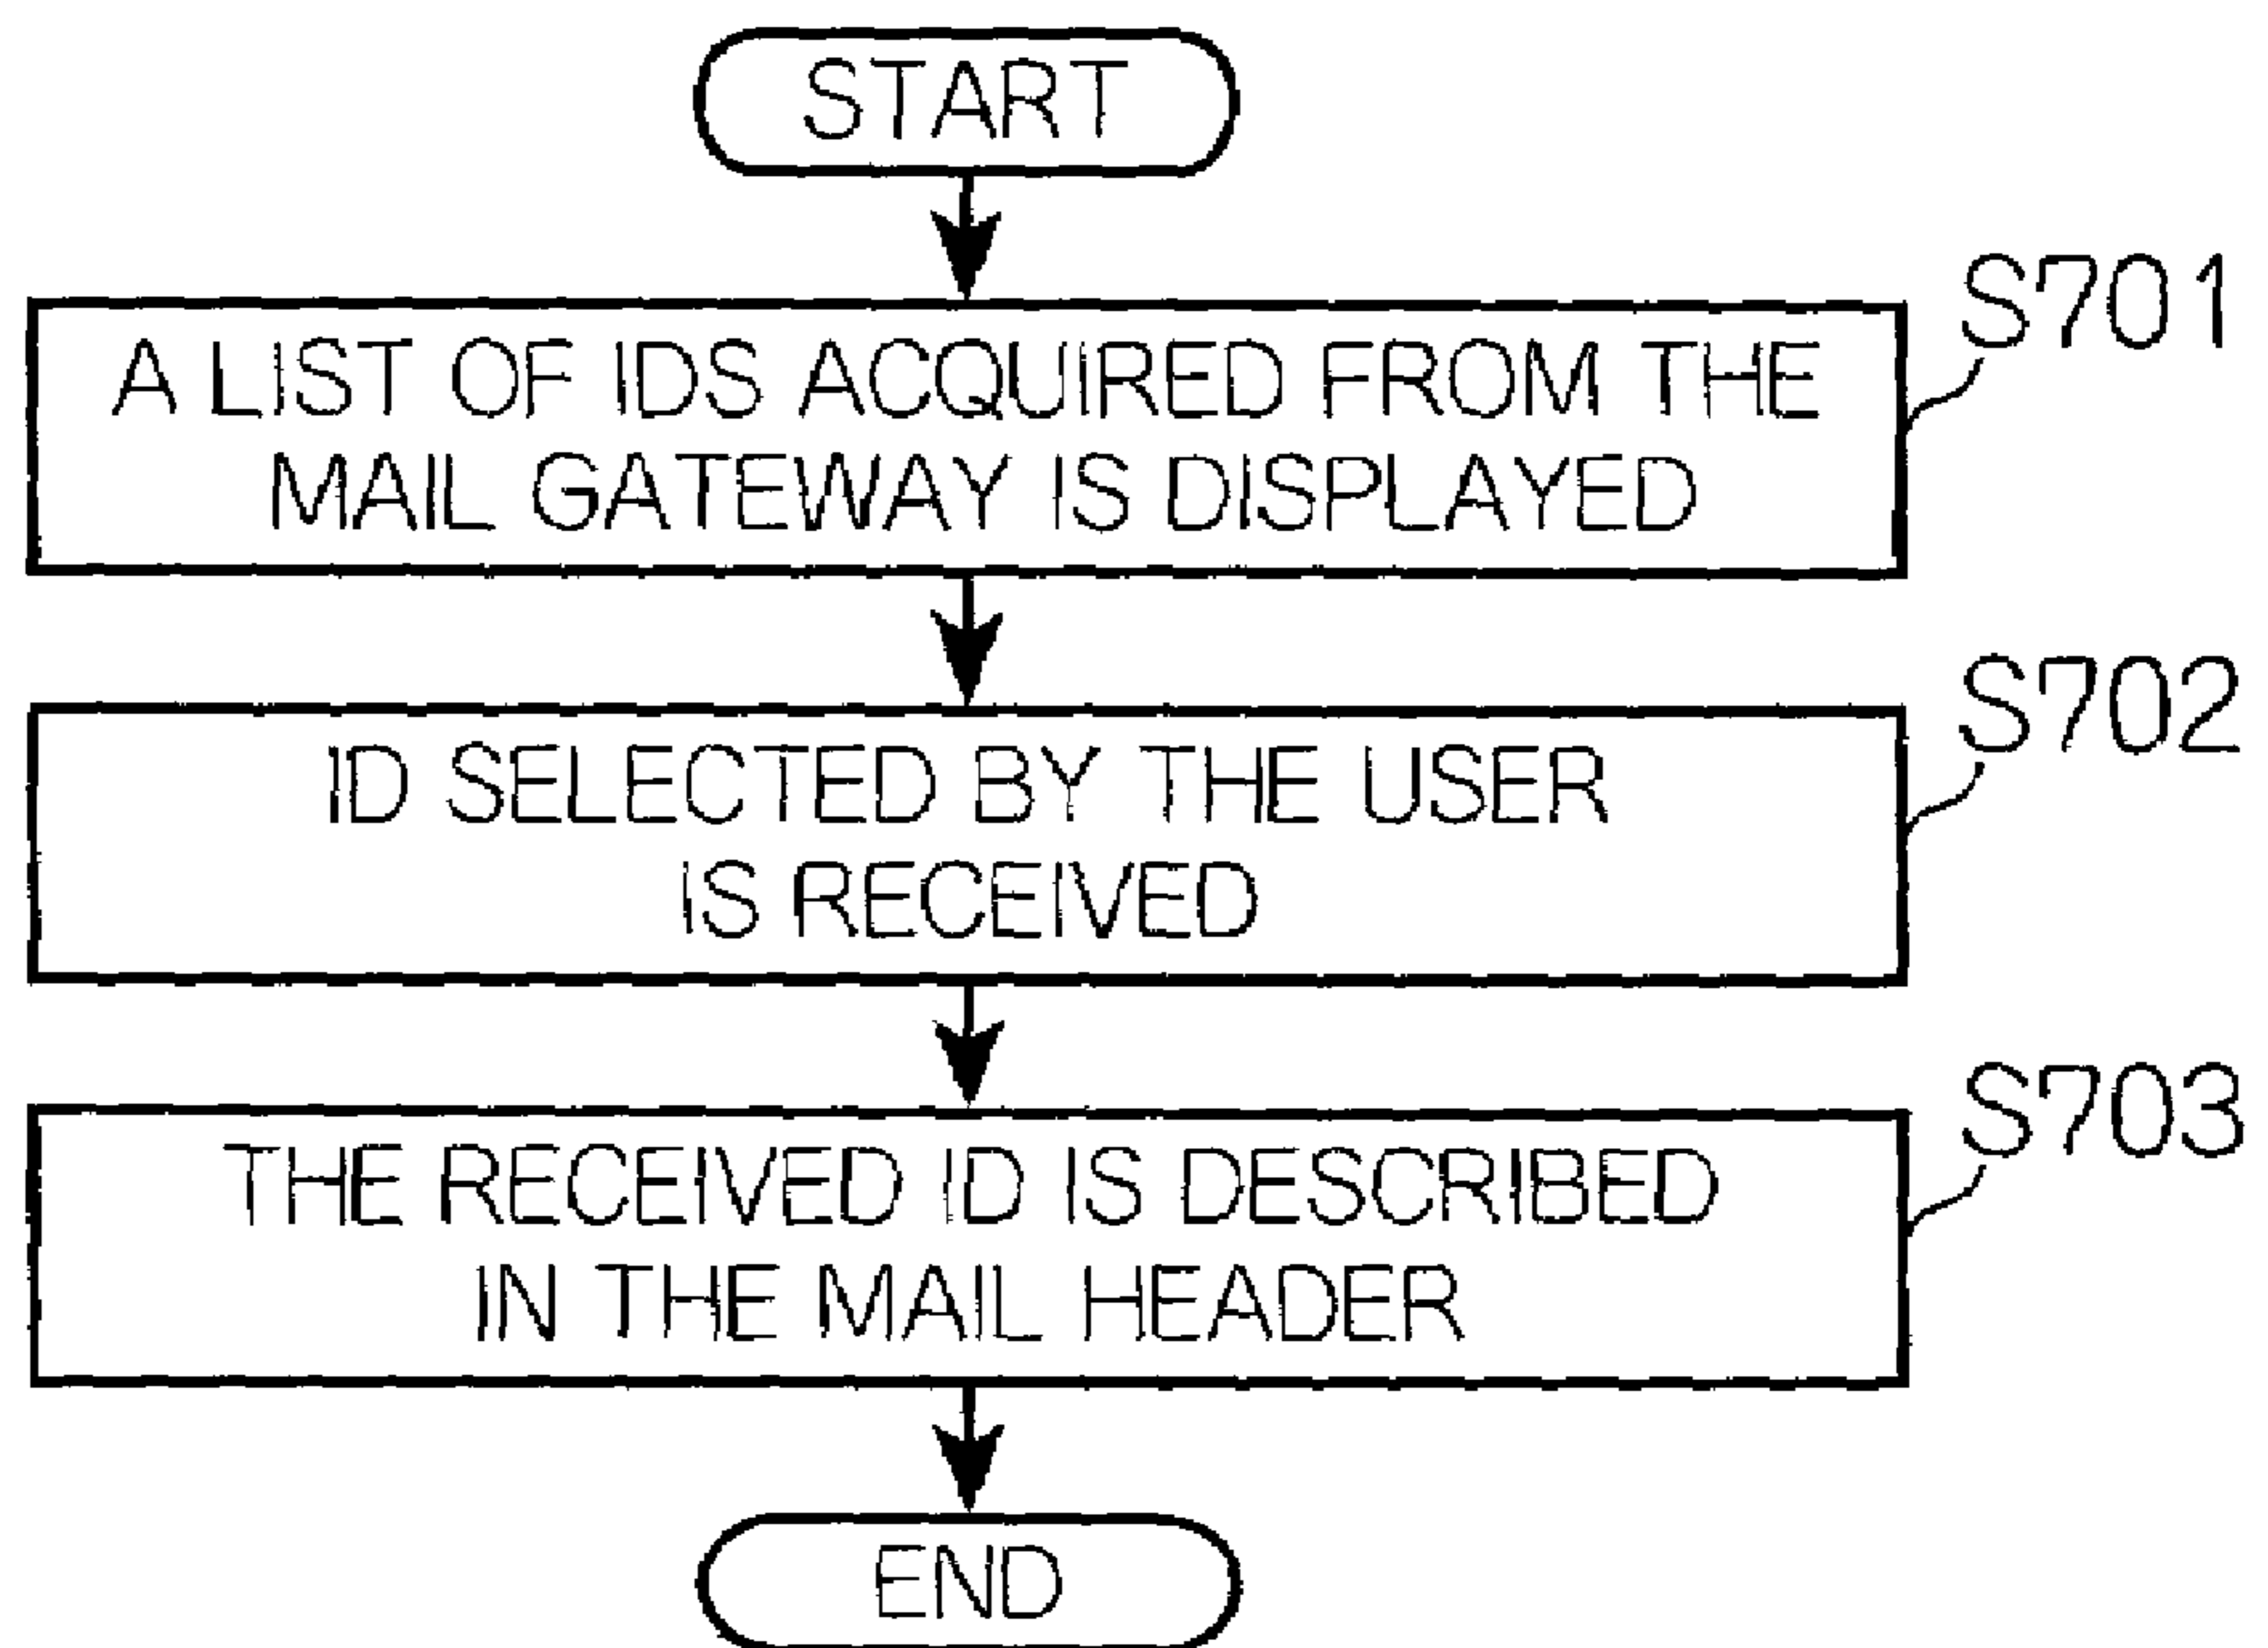 START
S701
A LIST OF IDS ACQUIRED FROM THE
MAIL GATEWAY IS DISPLAYED
S702
ID SELECTED BY THE USER
IS RECEIVED
S703
THE RECEIVED ID IS DESCRIBED
IN THE MAIL HEADER
END